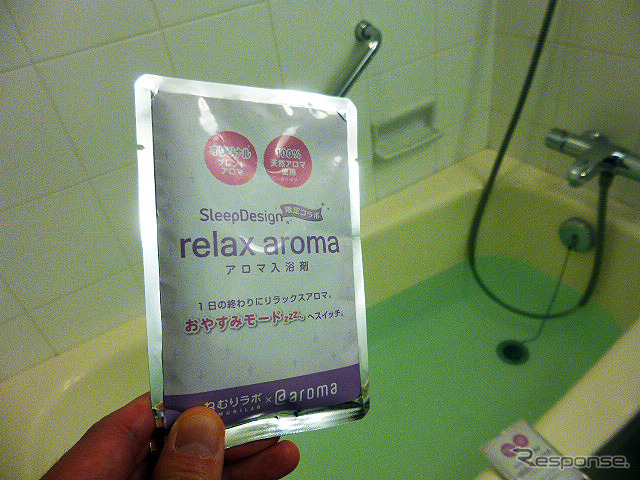 オリジナル
ブレンド
アロマ
100%
天然アロマ
使用
SleepDesign 限定コラボ
relax aroma
アロマ入浴剤
1日の終わりにリラックスアロマ。
おやすみモードzzz...へスイッチ。
ねむりラボ × @aroma
NEMURILAB
Response.